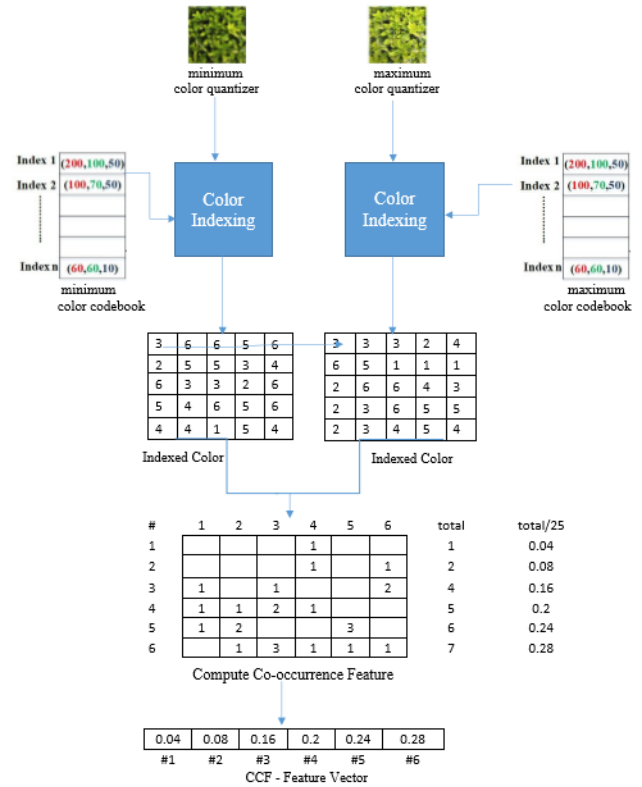 minimum
color quantizer
maximum
color quantizer
Index 1 (200,100,50)
Index 2 (100,70,50)
Index n (60,60,10)
minimum
color codebook
Color
Indexing
Color
Indexing
Index 1 (200,100,50)
Index 2 (100,70,50)
Index n (60,60,10)
maximum
color codebook
3 6 6 5 6
2 5 5 3 4
6 3 3 2 6
5 4 6 5 6
4 4 1 5 4
Indexed Color
3 3 3 2 4
6 5 1 1 1
2 6 6 4 3
2 3 6 5 5
2 3 4 5 4
Indexed Color
# 1 2 3 4 5 6 total total/25
1 1 1 0.04
2 1 1 2 0.08
3 1 1 2 4 0.16
4 1 1 2 1 5 0.2
5 1 2 3 6 0.24
6 1 3 1 1 1 7 0.28
Compute Co-occurrence Feature
0.04 0.08 0.16 0.2 0.24 0.28
#1 #2 #3 #4 #5 #6
CCF - Feature Vector